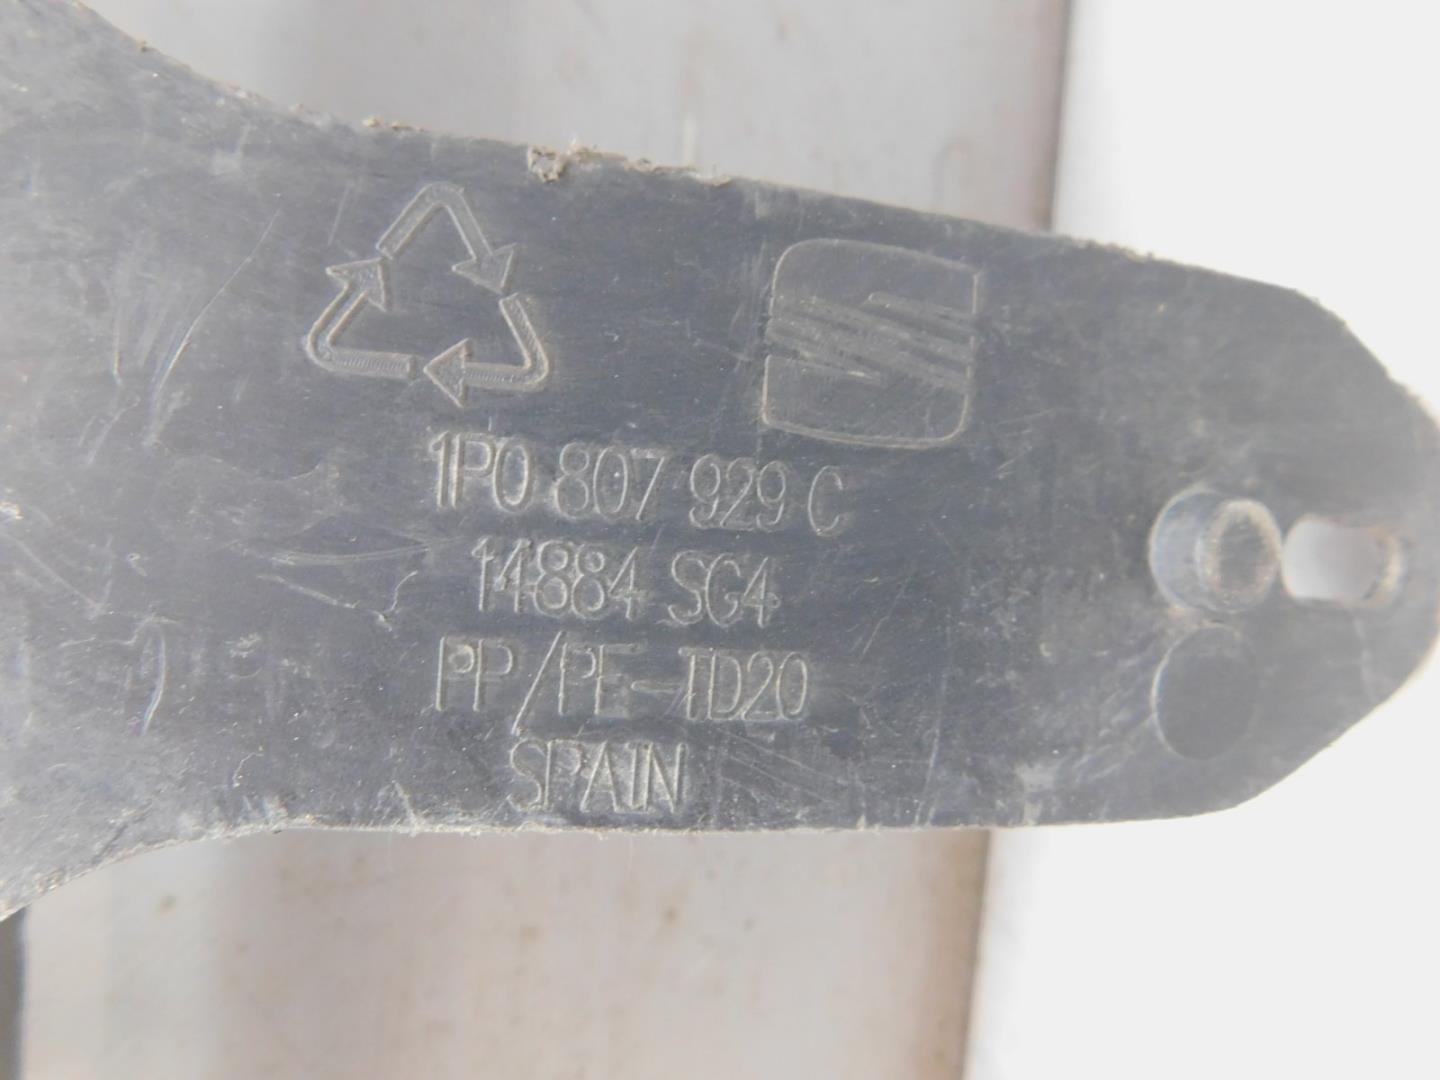 1P0 807 929 C
14884 SG4
PP/PE-TD20
SPAIN